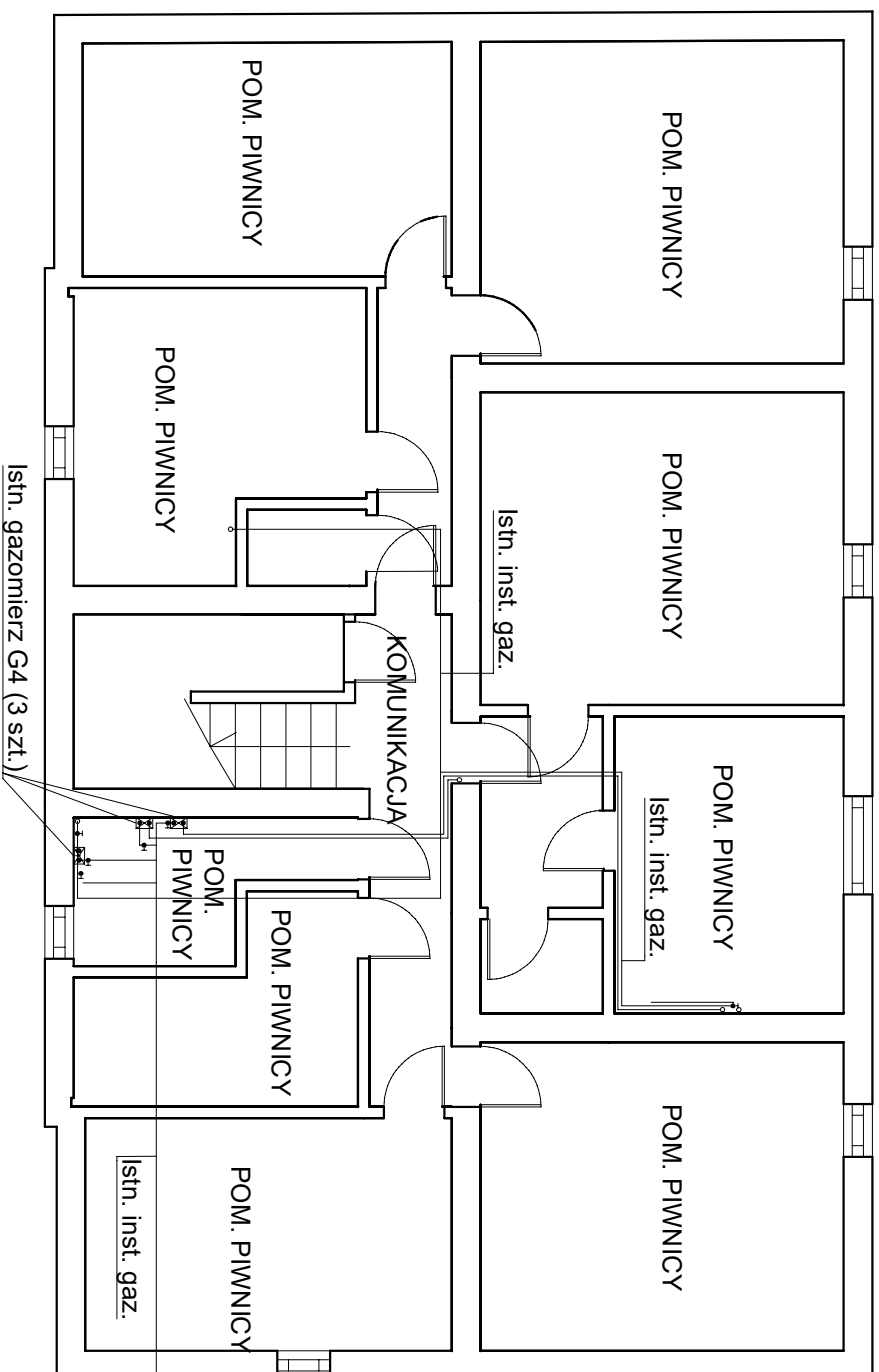 POM. PIWNICY
POM. PIWNICY
POM. PIWNICY
POM. PIWNICY
POM. PIWNICY
POM. PIWNICY
Istn. inst. gaz.
Istn. inst. gaz.
KOMUNIKACJA
POM.
PIWNICY
POM. PIWNICY
POM. PIWNICY
Istn. inst. gaz.
Istn. gazomierz G4 (3 szt.)